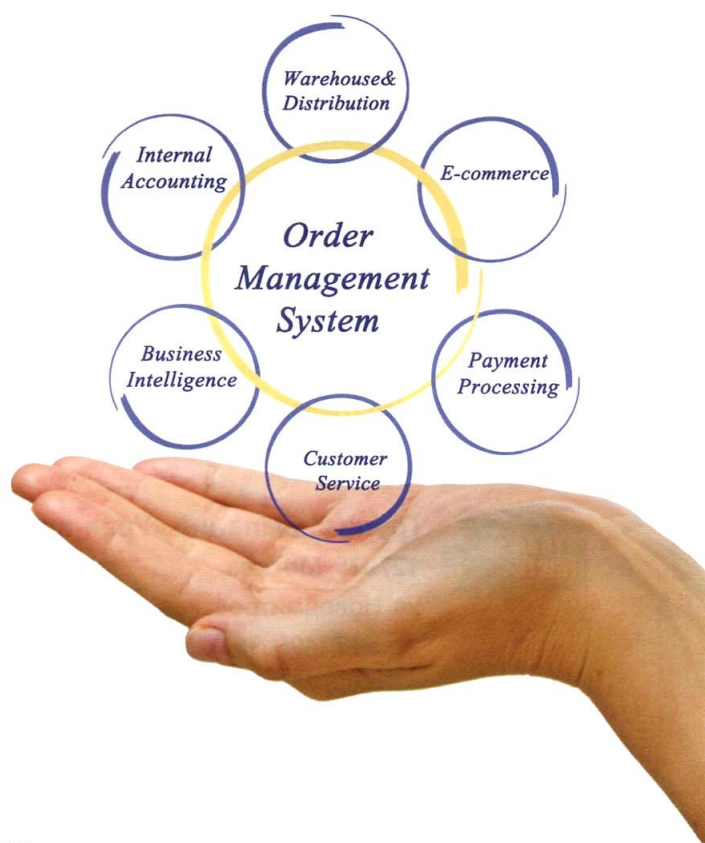 Warehouse&
Distribution
Internal
Accounting
E-commerce
Order
Management
System
Business
Intelligence
Payment
Processing
Customer
Service